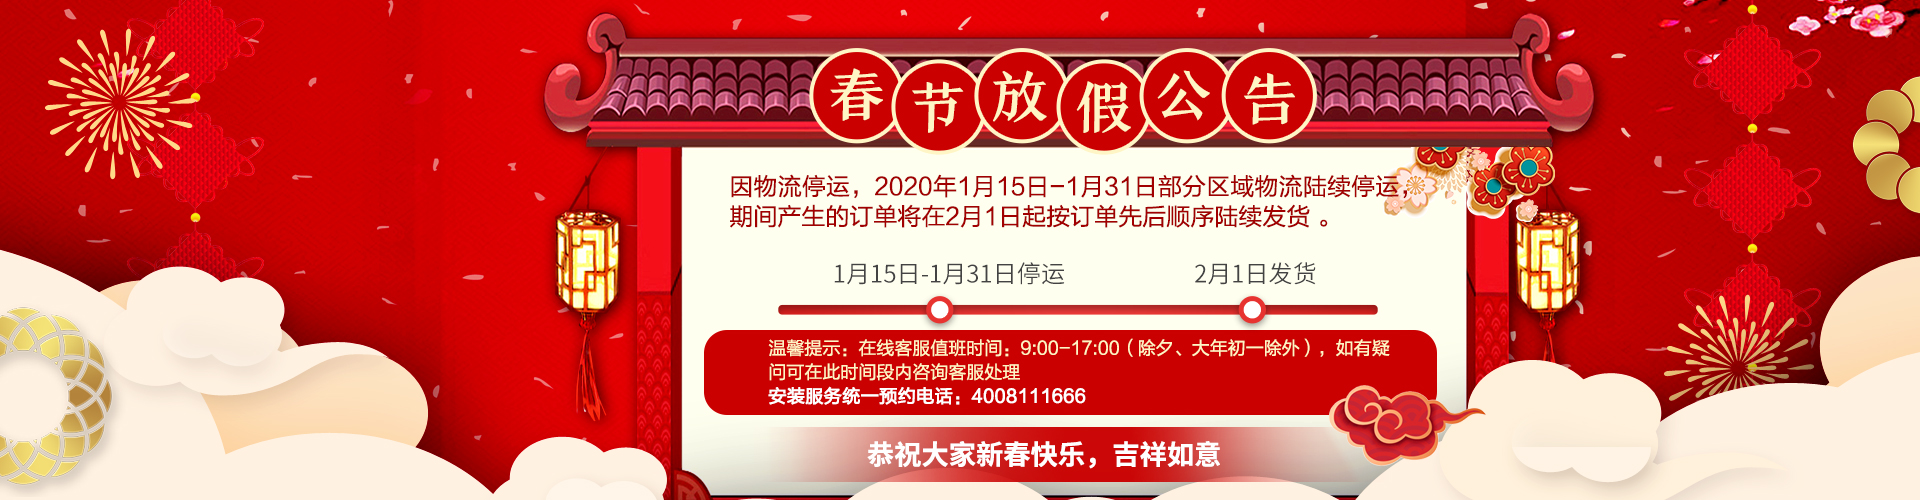 春节放假公告
因物流停运，2020年1月15日-1月31日部分区域物流陆续停运，
期间产生的订单将在2月1日起按订单先后顺序陆续发货 。
1月15日-1月31日停运
2月1日发货
温馨提示：在线客服值班时间：9:00-17:00（除夕、大年初一除外），如有疑
问可在此时间段内咨询客服处理
安装服务统一预约电话：4008111666
恭祝大家新春快乐，吉祥如意